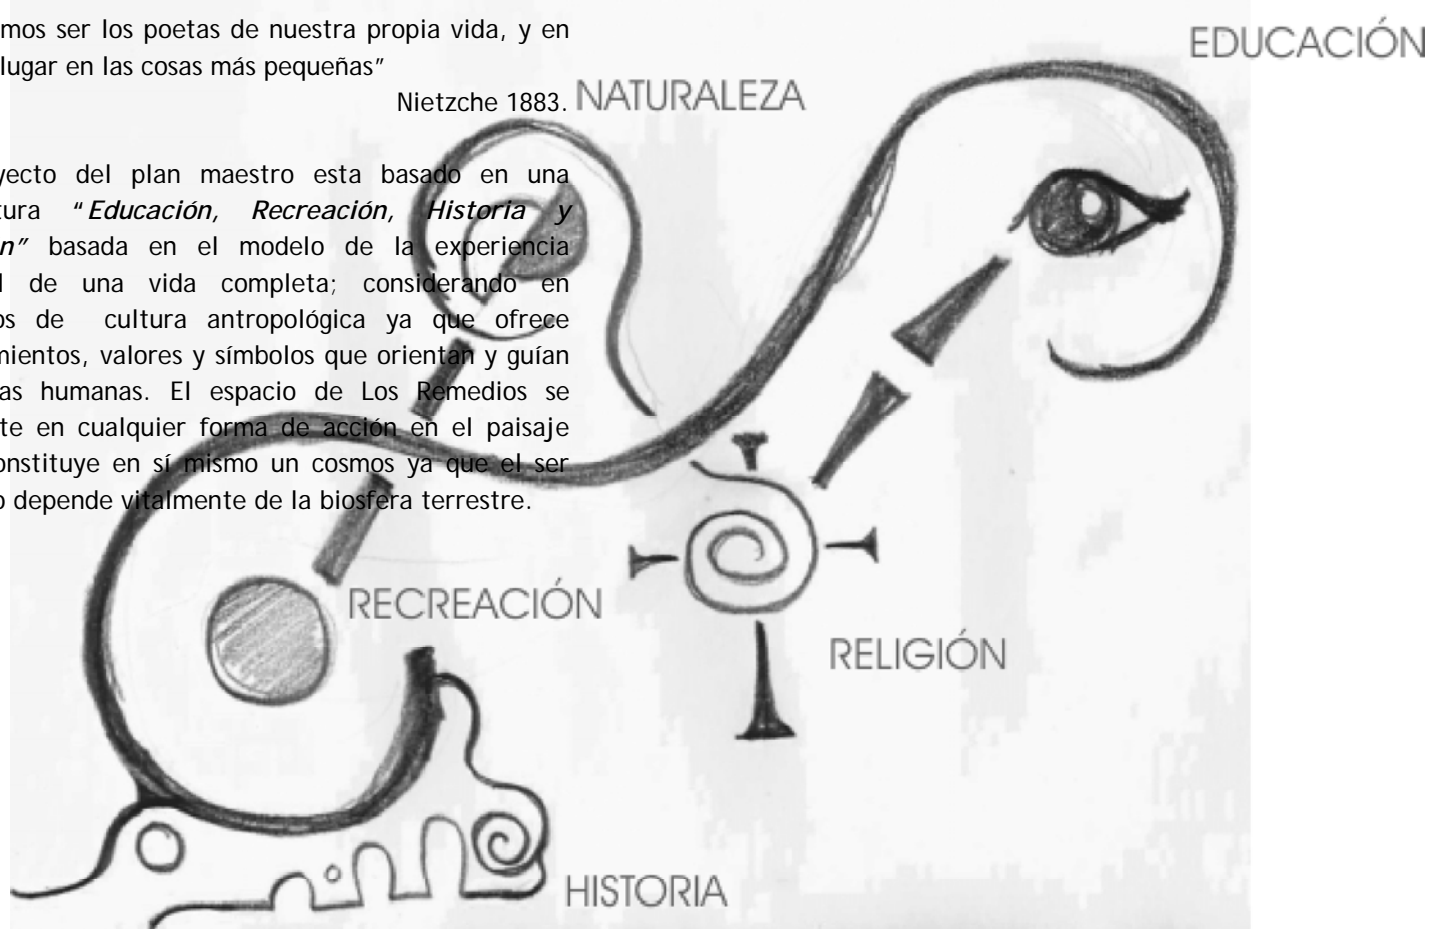 mos ser los poetas de nuestra propia vida, y en
lugar en las cosas más pequeñas”
Nietzche 1883.
yecto del plan maestro esta basado en una
tura “Educación, Recreación, Historia y
n” basada en el modelo de la experiencia
l de una vida completa; considerando en
os de cultura antropológica ya que ofrece
mientos, valores y símbolos que orientan y guían
as humanas. El espacio de Los Remedios se
te en cualquier forma de acción en el paisaje
onstituye en sí mismo un cosmos ya que el ser
o depende vitalmente de la biosfera terrestre.
NATURALEZA
EDUCACIÓN
RECREACIÓN
RELIGIÓN
HISTORIA